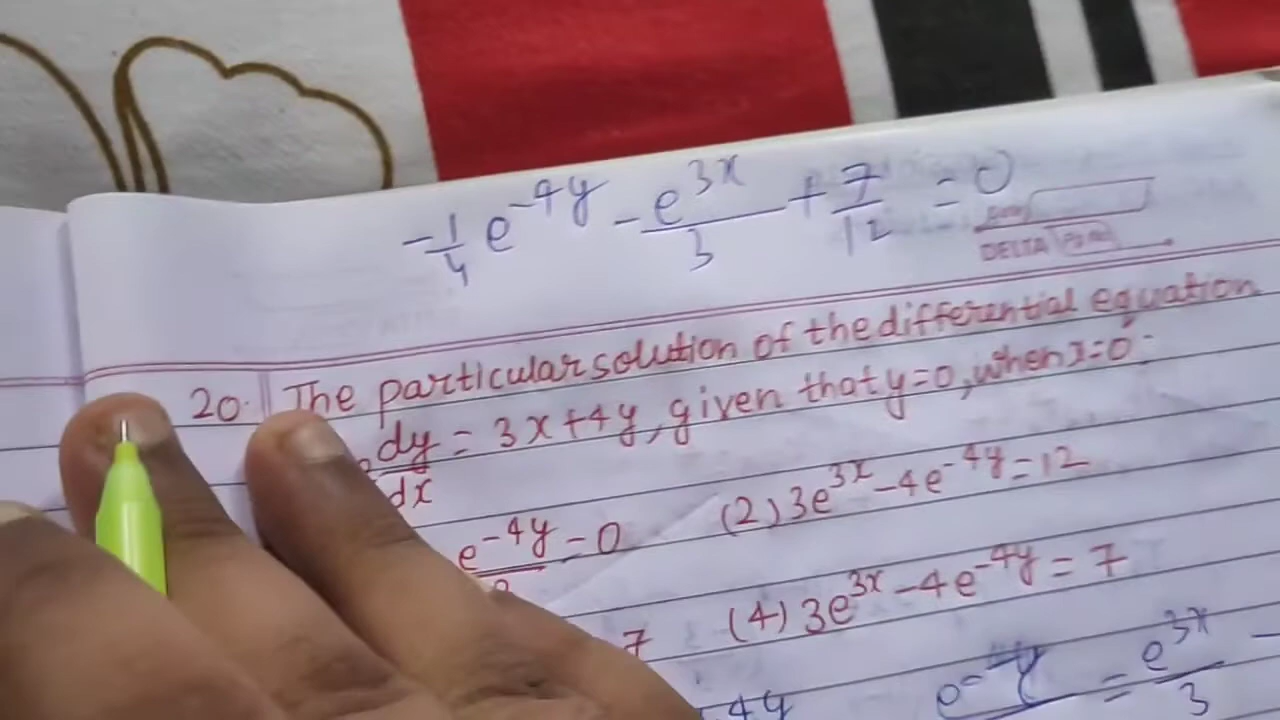 -1/4 e^{-4y} - e^{3x}/3 + 7/12 = 0
DELTA
20. The particular solution of the differential equation
dy/dx = 3x+4y, given that y=0, when x=0
e^{-4y} = 0 (2) 3e^{3x} - 4e^{-4y} = 12
7 (4) 3e^{3x} - 4e^{-4y} = 7
4y = e^{3x}/3 -